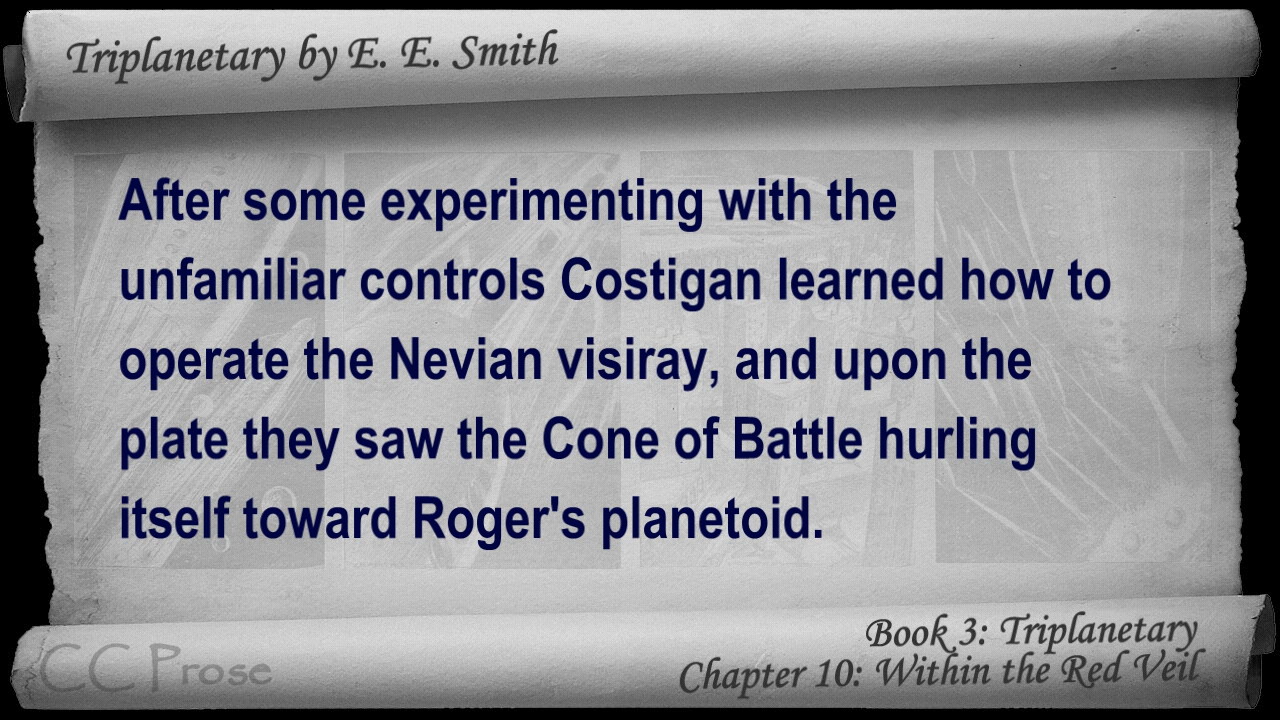 Triplanetary by E. E. Smith
After some experimenting with the
unfamiliar controls Costigan learned how to
operate the Nevian visiray, and upon the
plate they saw the Cone of Battle hurling
itself toward Roger's planetoid.
Book 3: Triplanetary
Chapter 10: Within the Red Veil
CC Prose